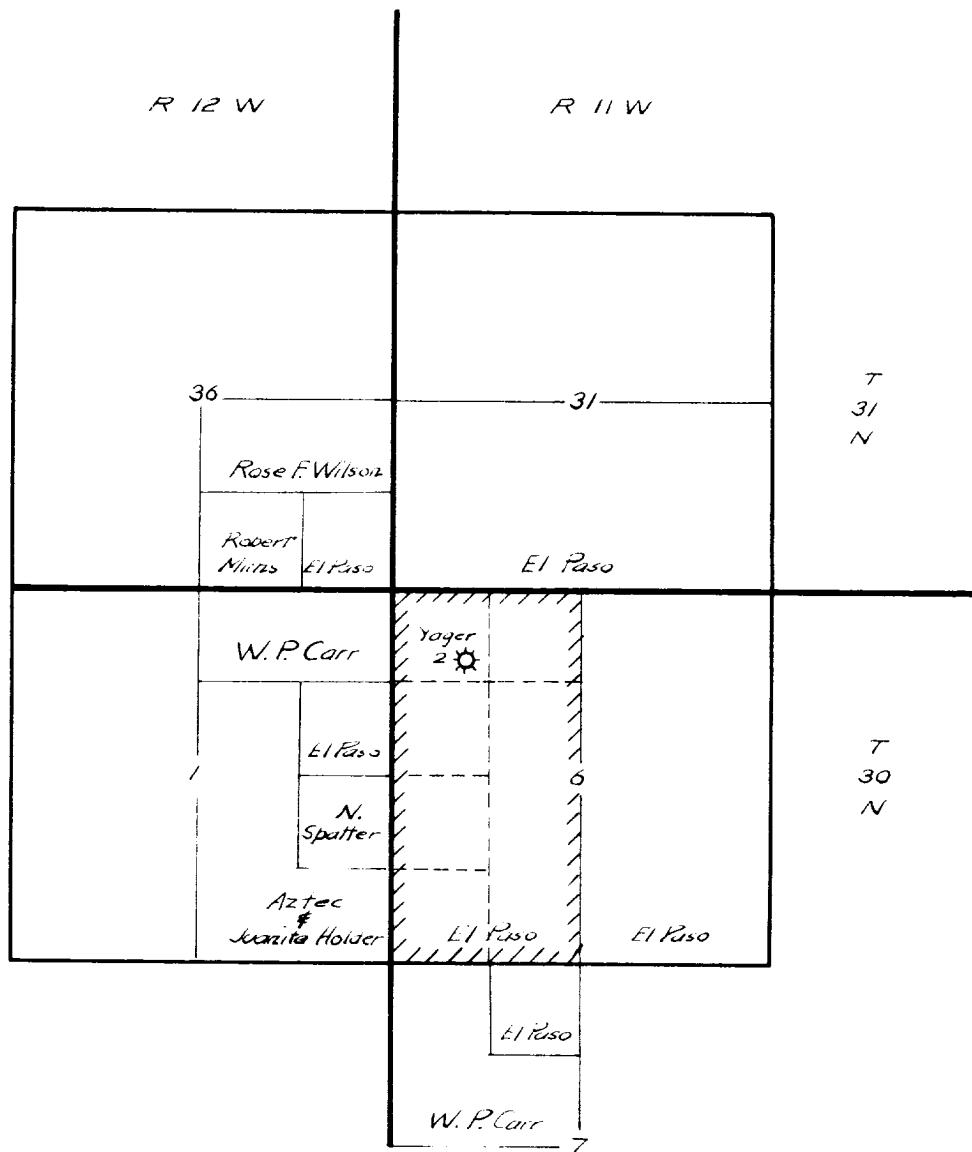 R 12 W
R 11 W
T
31
N
36
31
Rose F. Wilson
Robert
Mims
El Paso
El Paso
W. P. Carr
Yager
2
El Paso
1
6
T
30
N
N.
Spatter
Aztec
&
Juanita Holder
El Paso
El Paso
El Paso
W. P. Carr
7